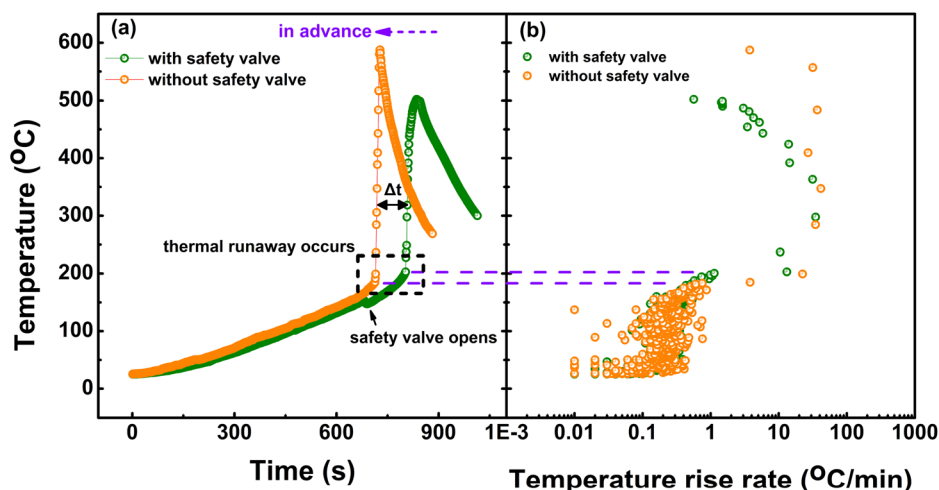 (a)
in advance
with safety valve
without safety valve
Δt
thermal runaway occurs
safety valve opens
Temperature (ºC)
600
500
400
300
200
100
0
0
300
600
900
Time (s)
(b)
with safety valve
without safety valve
1E-3
0.01
0.1
1
10
100
1000
Temperature rise rate (ºC/min)